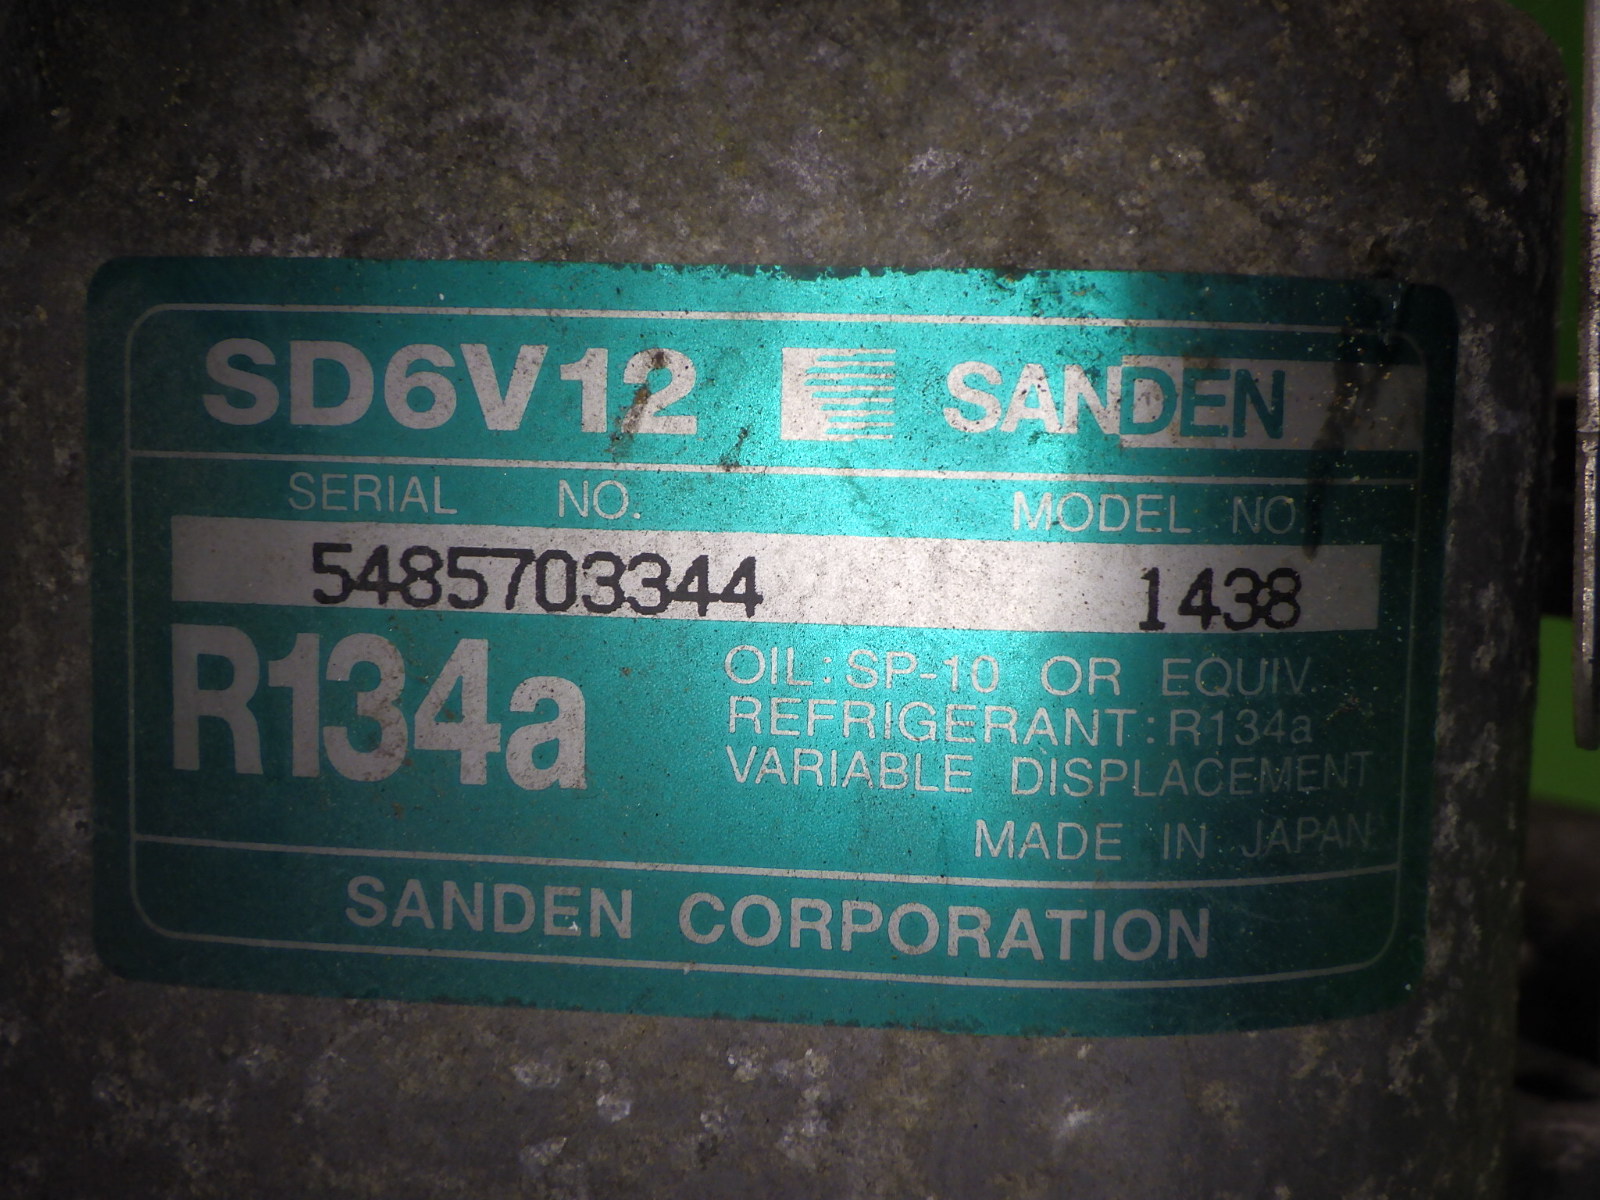 SD6V12 SANDEN
SERIAL NO. MODEL NO.
5485703344 1438
R134a
OIL:SP-10 OR EQUIV.
REFRIGERANT:R134a
VARIABLE DISPLACEMENT
MADE IN JAPAN
SANDEN CORPORATION